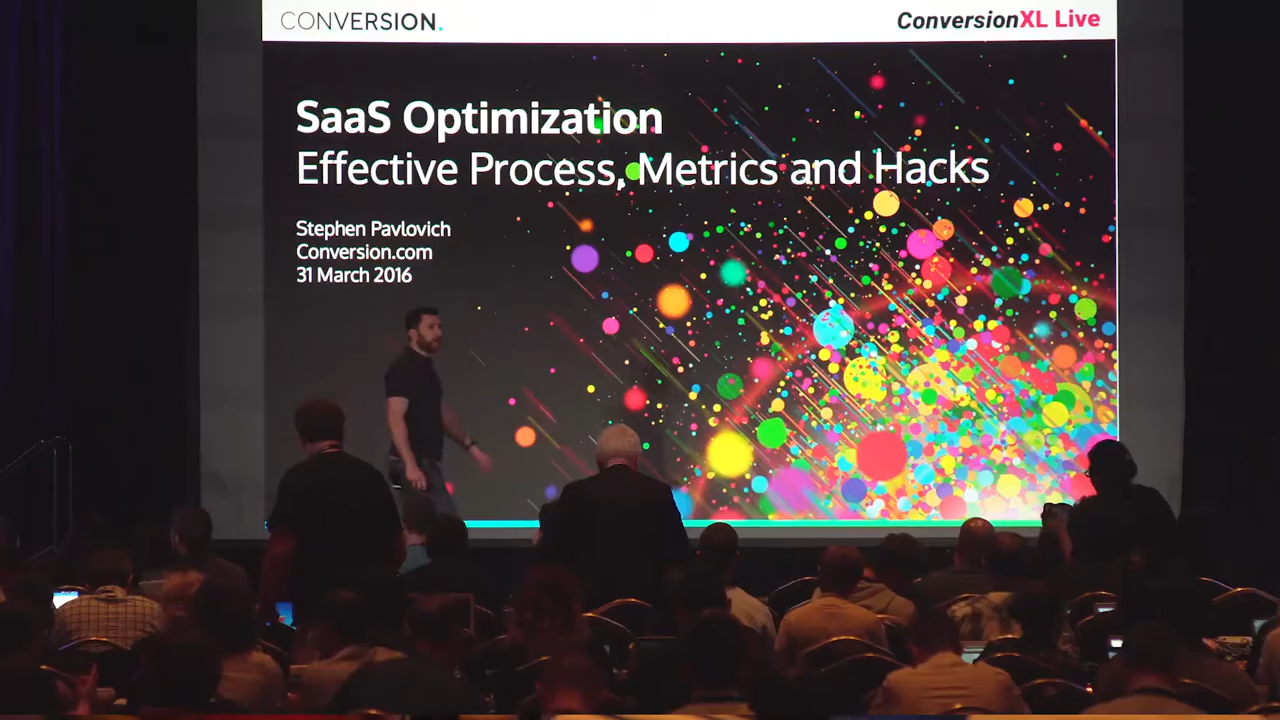 CONVERSION.
ConversionXL Live
SaaS Optimization
Effective Process, Metrics and Hacks
Stephen Pavlovich
Conversion.com
31 March 2016